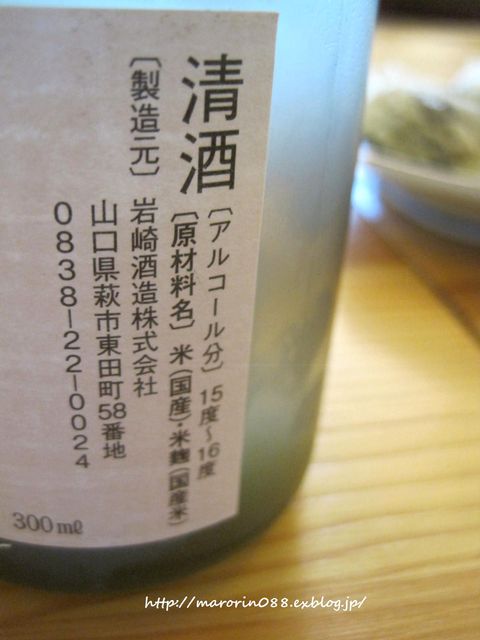 清酒
〔アルコール分〕15度〜16度
〔原材料名〕米(国産)・米麹(国産米)
〔製造元〕岩崎酒造株式会社
山口県萩市東田町58番地
0838-22-0024
300ml
http://marorin088.exblog.jp/